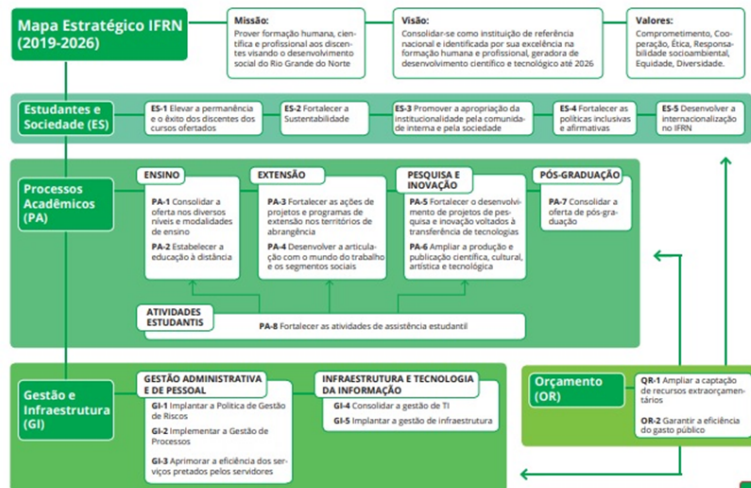 Mapa Estratégico IFRN
(2019-2026)
Missão:
Prover formação humana, cien-
tífica e profissional aos discen-
tes visando o desenvolvimento
social do Rio Grande do Norte
Visão:
Consolidar-se como instituição de referência
nacional e identificada por sua excelência na
formação humana e profissional, geradora de
desenvolvimento científico e tecnológico até 2026
Valores:
Comprometimento, Coo-
peração, Ética, Responsa-
bilidade socioambiental,
Equidade, Diversidade.
Estudantes e
Sociedade (ES)
ES-1 Elevar a permanência
e o êxito dos discentes dos
cursos ofertados
ES-2 Fortalecer a
Sustentabilidade
ES-3 Promover a apropriação da
institucionalidade pela comunida-
de interna e pela sociedade
ES-4 Fortalecer as
políticas inclusivas
e afirmativas
ES-5 Desenvolver a
internacionalização
no IFRN
Processos
Acadêmicos
(PA)
ENSINO
PA-1 Consolidar a
oferta nos diversos
níveis e modalidades
de ensino
PA-2 Estabelecer a
educação à distância
EXTENSÃO
PA-3 Fortalecer as ações de
projetos e programas de
extensão nos territórios de
abrangência
PA-4 Desenvolver a articula-
ção com o mundo do trabalho
e os segmentos sociais
PESQUISA E
INOVAÇÃO
PA-5 Fortalecer o desenvolvi-
mento de projetos de pes-
quisa e inovação voltados à
transferência de tecnologias
PA-6 Ampliar a produção e
publicação científica, cultural,
artística e tecnológica
PÓS-GRADUAÇÃO
PA-7 Consolidar a
oferta de pós-gra-
duação
ATIVIDADES
ESTUDANTIS
PA-8 Fortalecer as atividades de assistência estudantil
Gestão e
Infraestrutura
(GI)
GESTÃO ADMINISTRATIVA
E DE PESSOAL
GI-1 Implantar a Politica de Gestão
de Riscos
GI-2 Implementar a Gestão de
Processos
GI-3 Aprimorar a eficiência dos ser-
viços pretados pelos servidores
INFRAESTRUTURA E TECNOLOGIA
DA INFORMAÇÃO
GI-4 Consolidar a gestão de TI
GI-5 Implantar a gestão de infraestrutura
Orçamento
(OR)
QR-1 Ampliar a captação
de recursos extraorçamen-
tários
OR-2 Garantir a eficiência
do gasto público